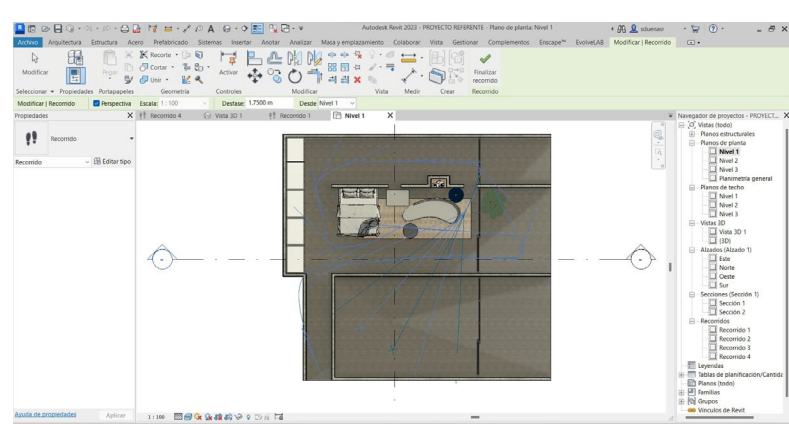 Autodesk Revit 2023 - PROYECTO REFERENTE - Plano de planta: Nivel 1
sduenaso
Archivo Arquitectura Estructura Acero Prefabricado Sistemas Insertar Anotar Analizar Masa y emplazamiento Colaborar Vista Gestionar Complementos Enscape™ EvolveLAB Modificar | Recorrido
Modificar Pegar Recorte Cortar Unir Activar Finalizar recorrido
Seleccionar Propiedades Portapapeles Geometría Controles Modificar Vista Medir Crear Recorrido
Modificar | Recorrido Perspectiva Escala: 1 : 100 Desfase: 1.7500 m Desde Nivel 1
Propiedades X
Recorrido 4 Vista 3D 1 Recorrido 1 Nivel 1 X
Recorrido
Recorrido Editar tipo
Navegador de proyectos - PROYECT... X
Vistas (todo)
Planos estructurales
Planos de planta
Nivel 1
Nivel 2
Nivel 3
Planimetría general
Planos de techo
Nivel 1
Nivel 2
Nivel 3
Vistas 3D
Vista 3D 1
{3D}
Alzados (Alzado 1)
Este
Norte
Oeste
Sur
Secciones (Sección 1)
Sección 1
Sección 2
Recorridos
Recorrido 1
Recorrido 2
Recorrido 3
Recorrido 4
Leyendas
Tablas de planificación/Cantida
Planos (todo)
Familias
Grupos
Vínculos de Revit
Ayuda de propiedades Aplicar
1 : 100